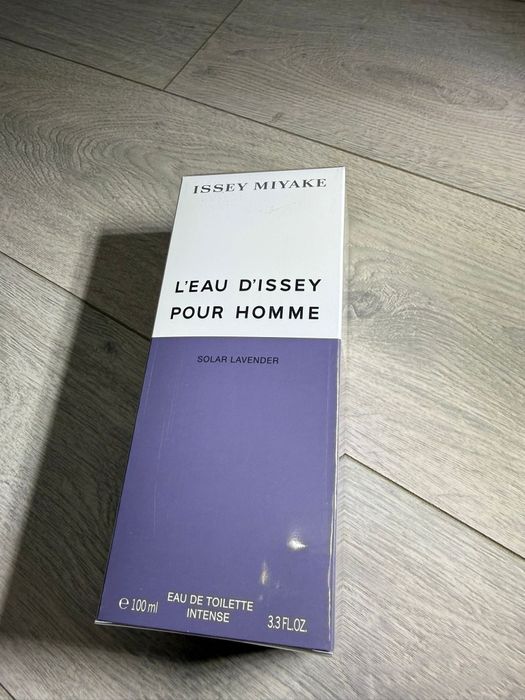 ISSEY MIYAKE
L'EAU D'ISSEY
POUR HOMME
SOLAR LAVENDER
℮ 100 ml
EAU DE TOILETTE
INTENSE
3.3 FL.OZ.